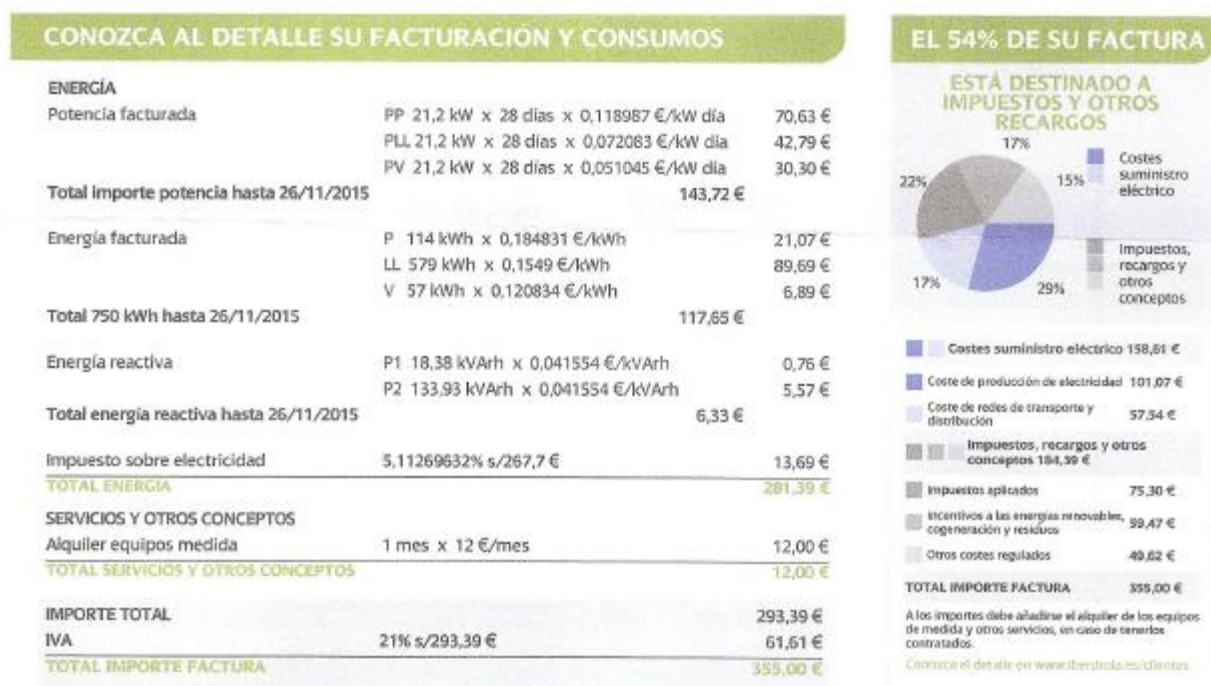 CONOZCA AL DETALLE SU FACTURACIÓN Y CONSUMOS
ENERGÍA
Potencia facturada PP 21,2 kW x 28 días x 0,118987 €/kW día 70,63 €
PLL 21,2 kW x 28 días x 0,072083 €/kW día 42,79 €
PV 21,2 kW x 28 días x 0,051045 €/kW día 30,30 €
Total importe potencia hasta 26/11/2015 143,72 €
Energía facturada P 114 kWh x 0,184831 €/kWh 21,07 €
LL 579 kWh x 0,1549 €/kWh 89,69 €
V 57 kWh x 0,120834 €/kWh 6,89 €
Total 750 kWh hasta 26/11/2015 117,65 €
Energía reactiva P1 18,38 kVArh x 0,041554 €/kVArh 0,76 €
P2 133,93 kVArh x 0,041554 €/kVArh 5,57 €
Total energía reactiva hasta 26/11/2015 6,33 €
Impuesto sobre electricidad 5,11269632% s/267,7 € 13,69 €
TOTAL ENERGÍA 281,39 €
SERVICIOS Y OTROS CONCEPTOS
Alquiler equipos medida 1 mes x 12 €/mes 12,00 €
TOTAL SERVICIOS Y OTROS CONCEPTOS 12,00 €
IMPORTE TOTAL 293,39 €
IVA 21% s/293,39 € 61,61 €
TOTAL IMPORTE FACTURA 355,00 €
EL 54% DE SU FACTURA
ESTÁ DESTINADO A
IMPUESTOS Y OTROS
RECARGOS
17%
22%
15%
17%
29%
Costes
suministro
eléctrico
Impuestos,
recargos y
otros
conceptos
Costes suministro eléctrico 158,61 €
Coste de producción de electricidad 101,07 €
Coste de redes de transporte y
distribución 57,54 €
Impuestos, recargos y otros
conceptos 184,39 €
Impuestos aplicados 75,30 €
Incentivos a las energías renovables,
cogeneración y residuos 59,47 €
Otros costes regulados 49,62 €
TOTAL IMPORTE FACTURA 355,00 €
A los importes debe añadirse el alquiler de los equipos
de medida y otros servicios, en caso de tenerlos
contratados.
Conozca el detalle en www.iberdrola.es/clientes